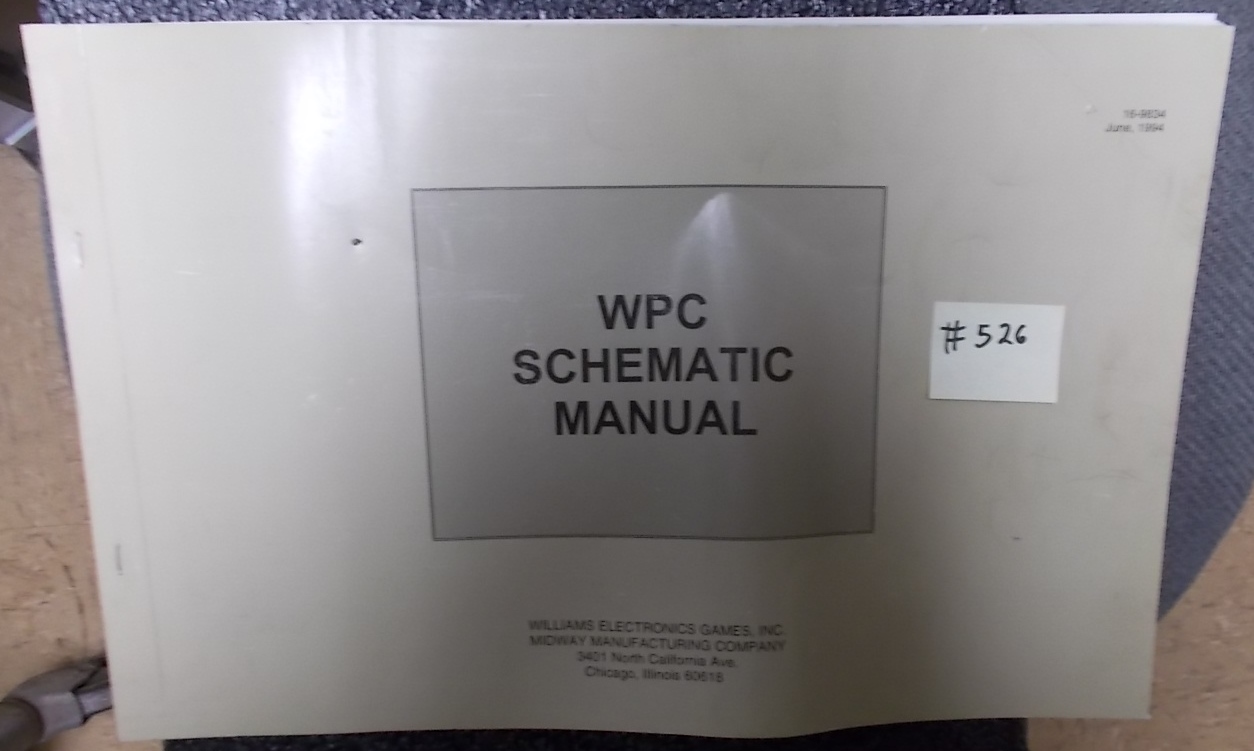 16-9834
June, 1994
WPC
SCHEMATIC
MANUAL
# 526
WILLIAMS ELECTRONICS GAMES, INC.
MIDWAY MANUFACTURING COMPANY
3401 North California Ave.
Chicago, Illinois 60618